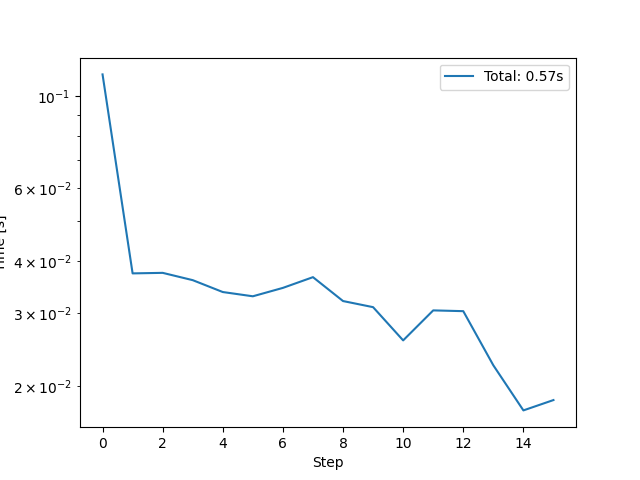 Total: 0.57s
10⁻¹
6 × 10⁻²
4 × 10⁻²
3 × 10⁻²
2 × 10⁻²
Time [s]
0 2 4 6 8 10 12 14
Step